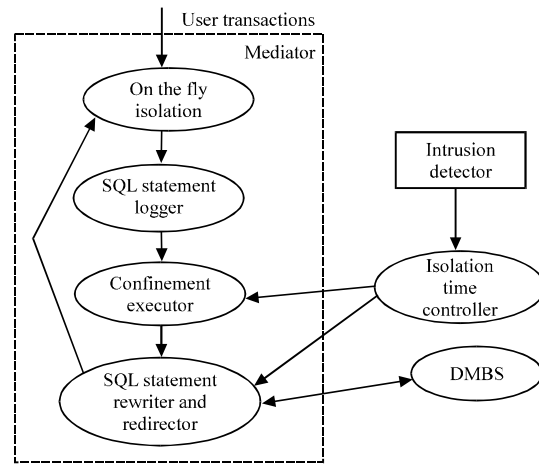 User transactions
Mediator
On the fly
isolation
SQL statement
logger
Confinement
executor
SQL statement
rewriter and
redirector
Intrusion
detector
Isolation
time
controller
DMBS